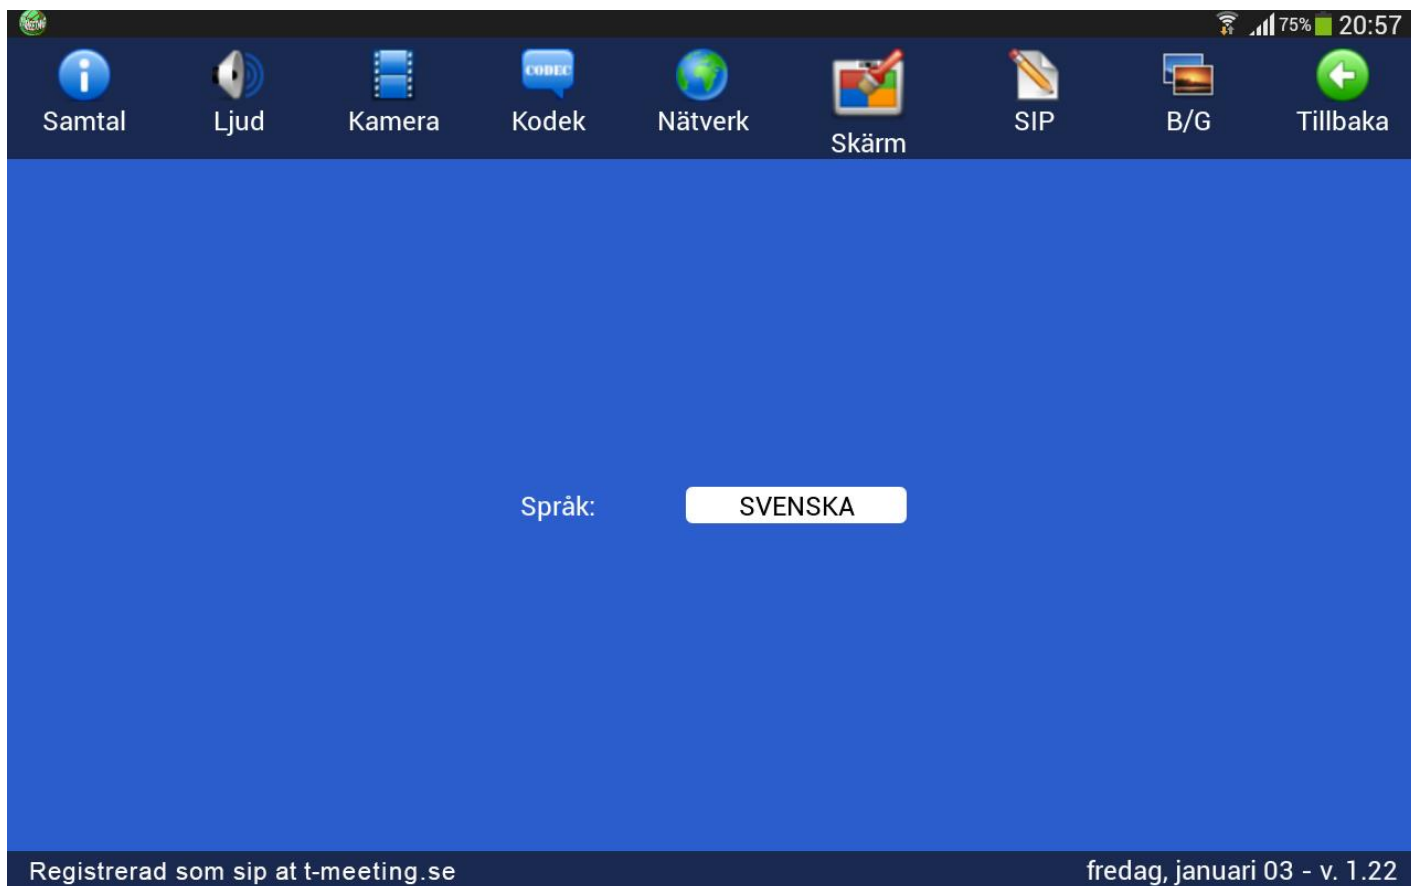 75% 20:57
Samtal Ljud Kamera CODEC Kodek Nätverk Skärm SIP B/G Tillbaka
Språk: SVENSKA
Registrerad som sip at t-meeting.se fredag, januari 03 - v. 1.22